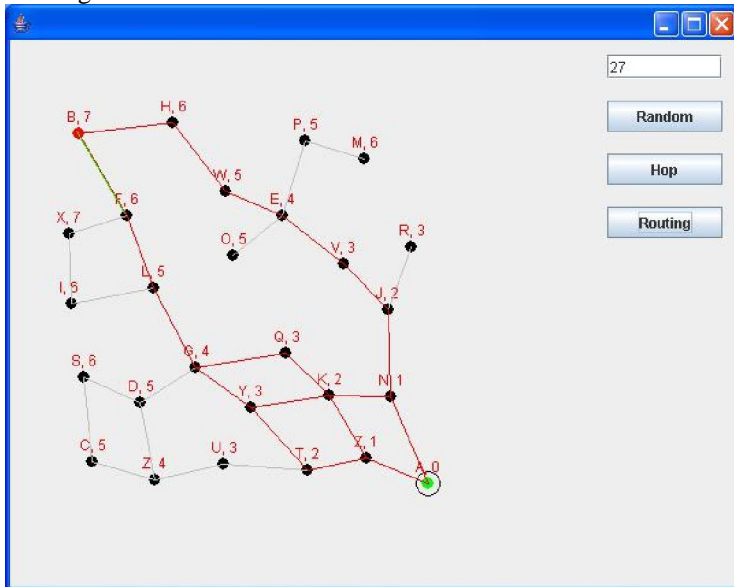 27
Random
Hop
Routing
B, 7
H, 6
P, 5
M, 6
W, 5
F, 6
E, 4
X, 7
R, 3
O, 5
V, 3
L, 5
J, 2
Q, 3
G, 4
S, 6
K, 2
N, 1
D, 5
Y, 3
C, 5
U, 3
Z, 1
T, 2
Z, 4
A, 0